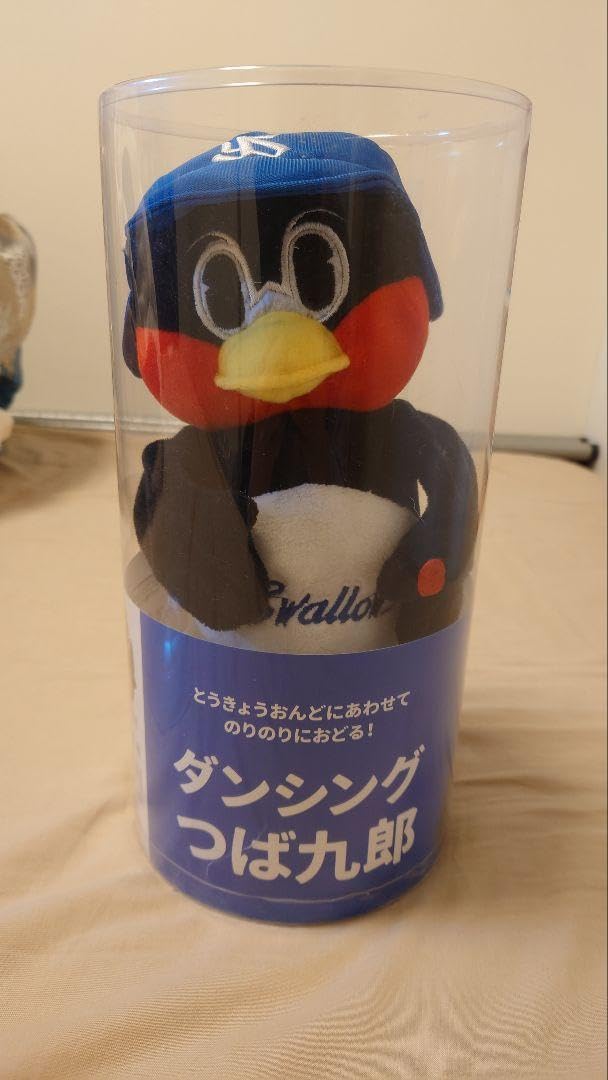 Swallows
とうきょうおんどにあわせて
のりのりにおどる!
ダンシング
つば九郎